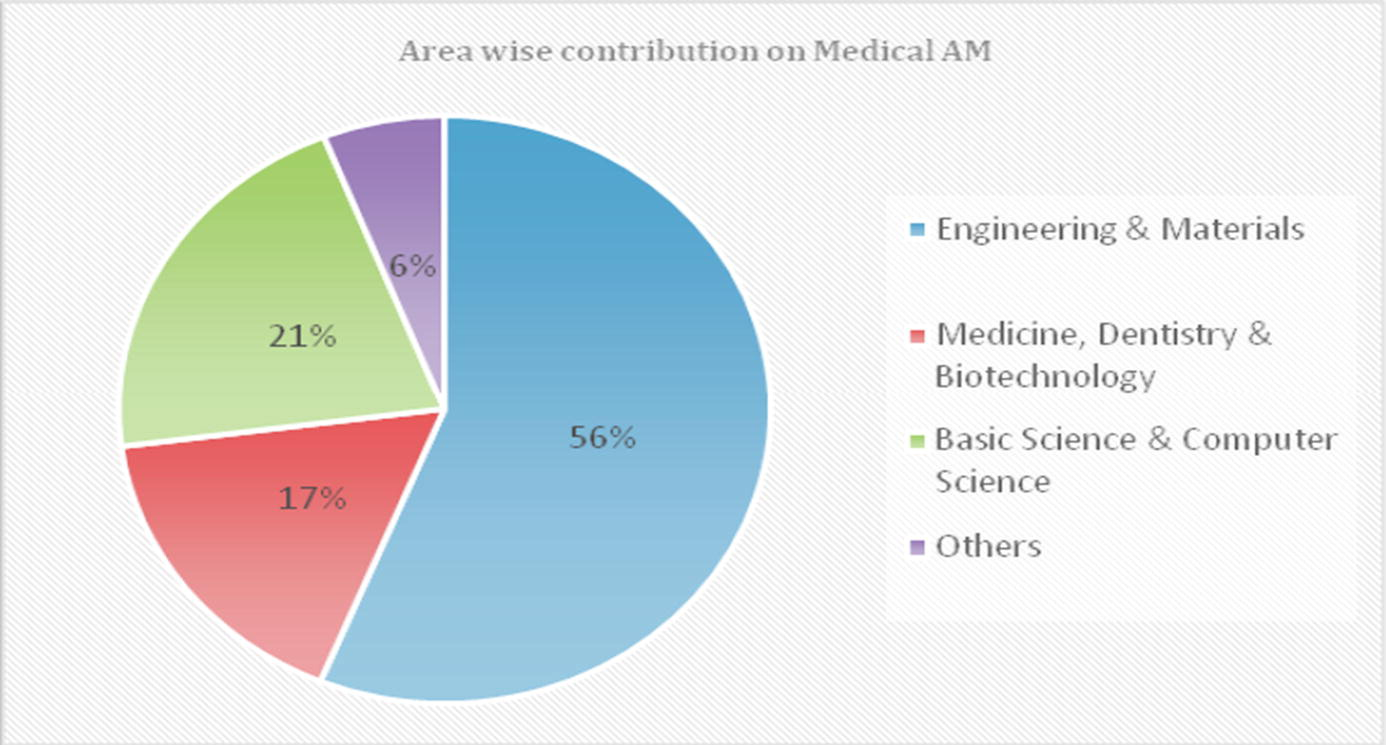 Area wise contribution on Medical AM
6%
21%
56%
17%
Engineering & Materials
Medicine, Dentistry &
Biotechnology
Basic Science & Computer
Science
Others